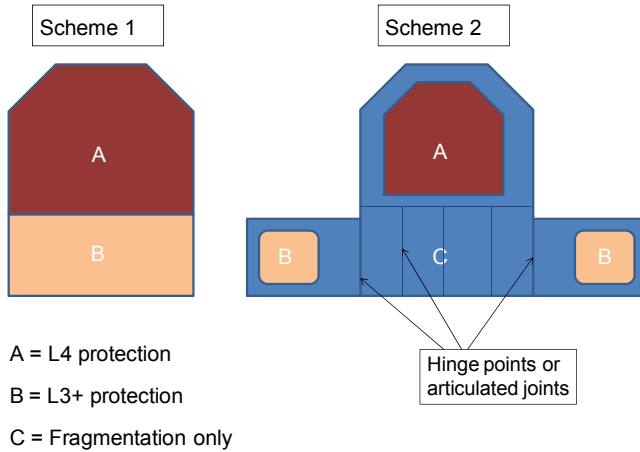 Scheme 1
Scheme 2
A
B
A
B
C
B
Hinge points or
articulated joints
A = L4 protection
B = L3+ protection
C = Fragmentation only